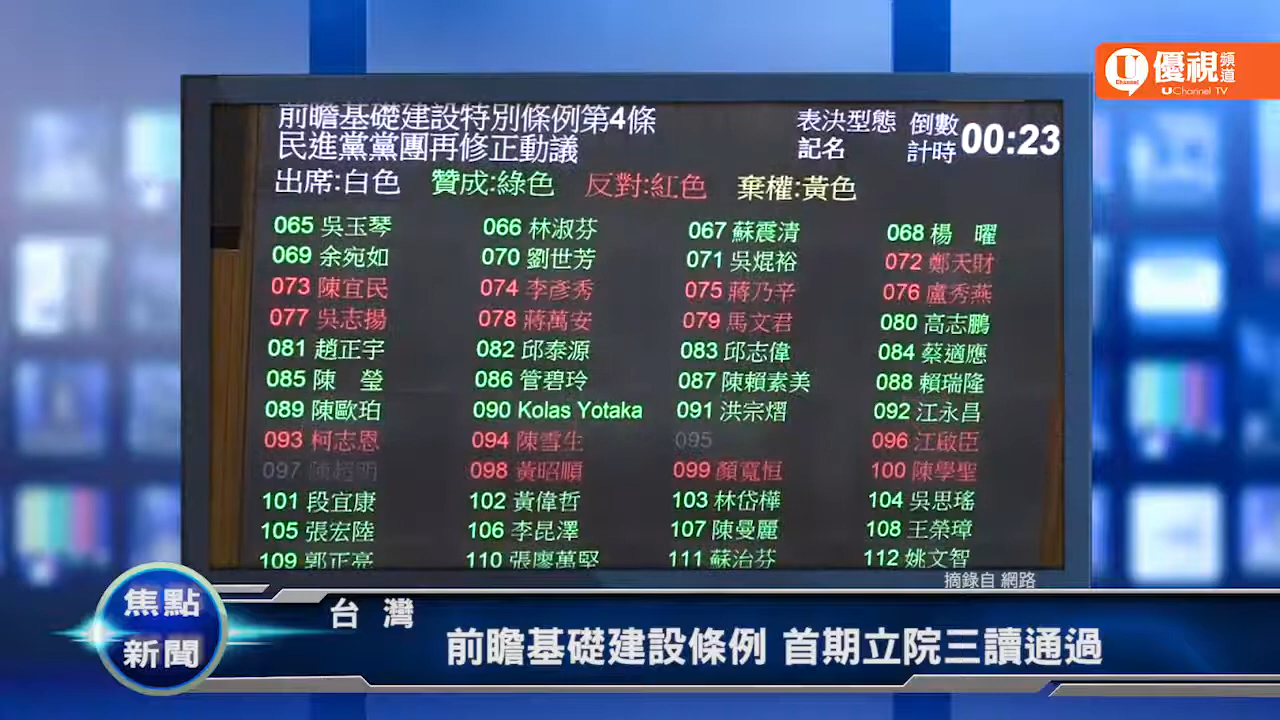 優視頻道
UChannel TV
前瞻基礎建設特別條例第4條
民進黨黨團再修正動議
表決型態
記名
倒數
計時
00:23
出席:白色 贊成:綠色 反對:紅色 棄權:黃色
065 吳玉琴 066 林淑芬 067 蘇震清 068 楊 曜
069 余宛如 070 劉世芳 071 吳焜裕 072 鄭天財
073 陳宜民 074 李彥秀 075 蔣乃辛 076 盧秀燕
077 吳志揚 078 蔣萬安 079 馬文君 080 高志鵬
081 趙正宇 082 邱泰源 083 邱志偉 084 蔡適應
085 陳 瑩 086 管碧玲 087 陳賴素美 088 賴瑞隆
089 陳歐珀 090 Kolas Yotaka 091 洪宗熠 092 江永昌
093 柯志恩 094 陳雪生 095 096 江啟臣
097 陳超明 098 黃昭順 099 顏寬恒 100 陳學聖
101 段宜康 102 黃偉哲 103 林岱樺 104 吳思瑤
105 張宏陸 106 李昆澤 107 陳曼麗 108 王榮璋
109 郭正亮 110 張廖萬堅 111 蘇治芬 112 姚文智
摘錄自 網路
焦點
新聞
台 灣
前瞻基礎建設條例 首期立院三讀通過